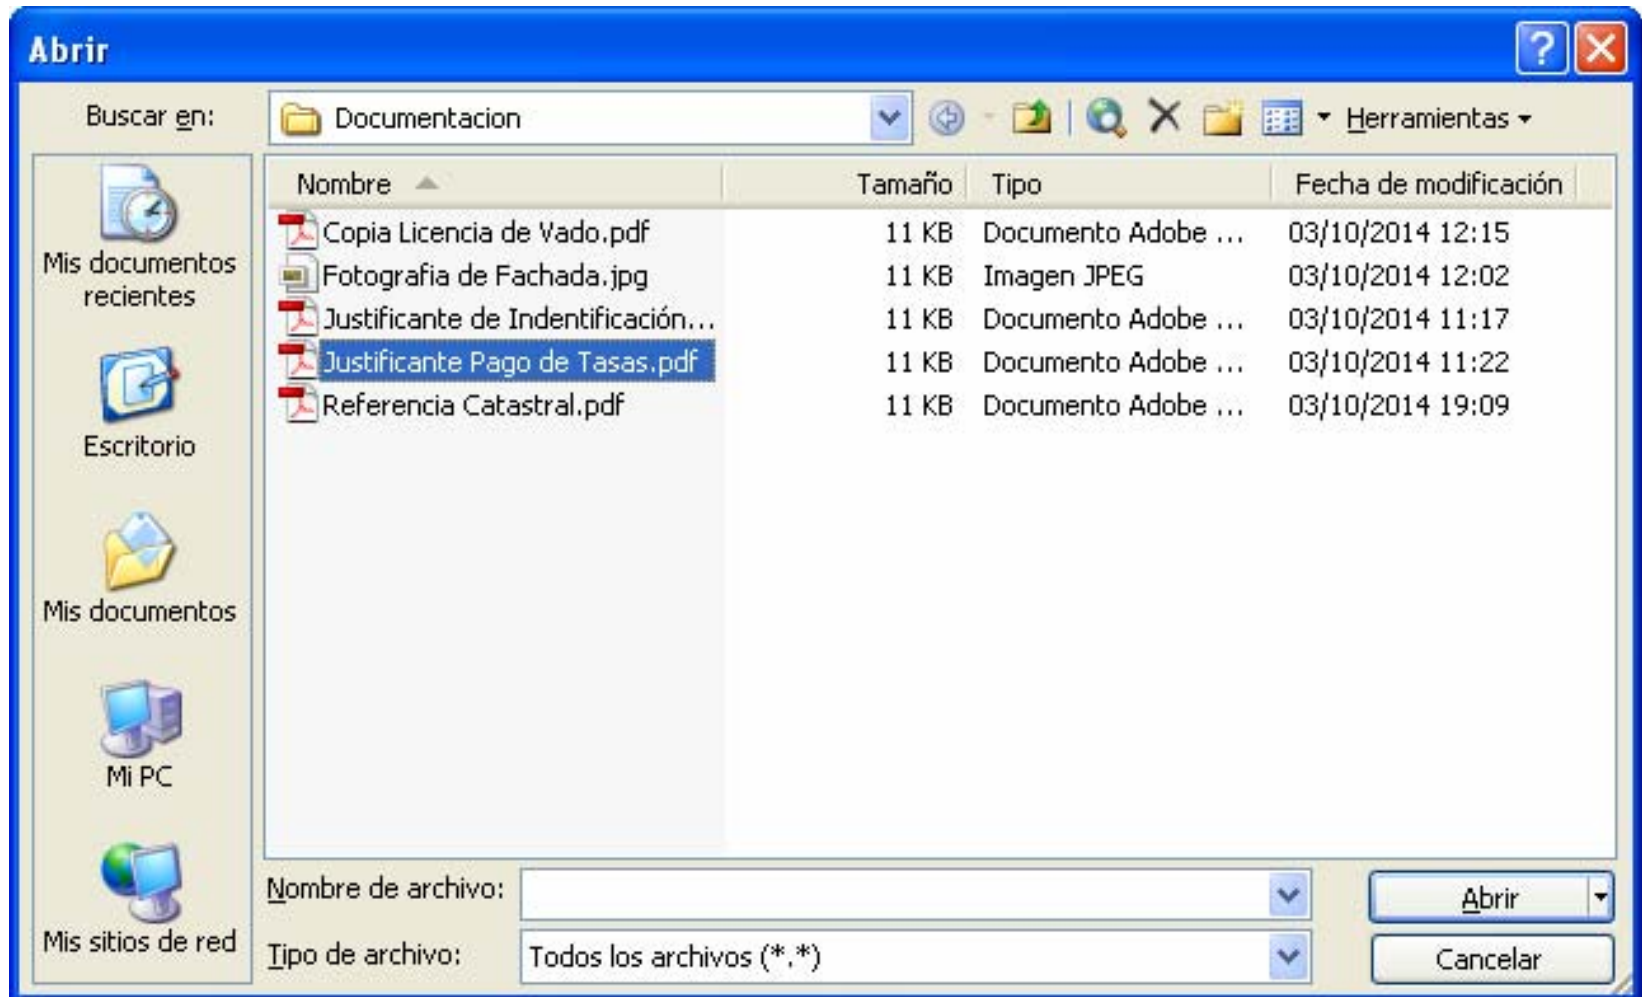 Abrir
Buscar en: Documentacion Herramientas
Nombre Tamaño Tipo Fecha de modificación
Copia Licencia de Vado.pdf 11 KB Documento Adobe ... 03/10/2014 12:15
Fotografia de Fachada.jpg 11 KB Imagen JPEG 03/10/2014 12:02
Justificante de Indentificación... 11 KB Documento Adobe ... 03/10/2014 11:17
Justificante Pago de Tasas.pdf 11 KB Documento Adobe ... 03/10/2014 11:22
Referencia Catastral.pdf 11 KB Documento Adobe ... 03/10/2014 19:09
Mis documentos
recientes
Escritorio
Mis documentos
Mi PC
Mis sitios de red
Nombre de archivo: Abrir
Tipo de archivo: Todos los archivos (*.*) Cancelar